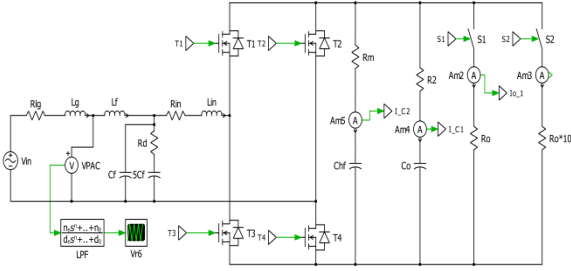 T1
T1
T2
T2
Rm
R2
S1
S1
S2
S2
Am2
Am3
Io_1
Rlg
Lg
Lf
Rin
Lin
Am5
A
I_C2
Am4
A
I_C1
A
A
Vin
V
VPAC
Rd
Cf
5Cf
Chf
Co
Ro
Ro*10
LPF
Vr6
T3
T3
T4
T4